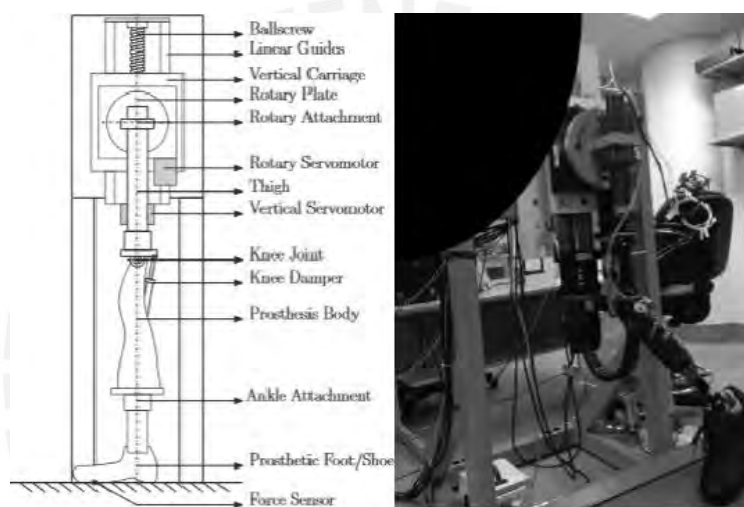 Ballscrew
Linear Guides
Vertical Carriage
Rotary Plate
Rotary Attachment
Rotary Servomotor
Thigh
Vertical Servomotor
Knee Joint
Knee Damper
Prosthesis Body
Ankle Attachment
Prosthetic Foot/Shoe
Force Sensor